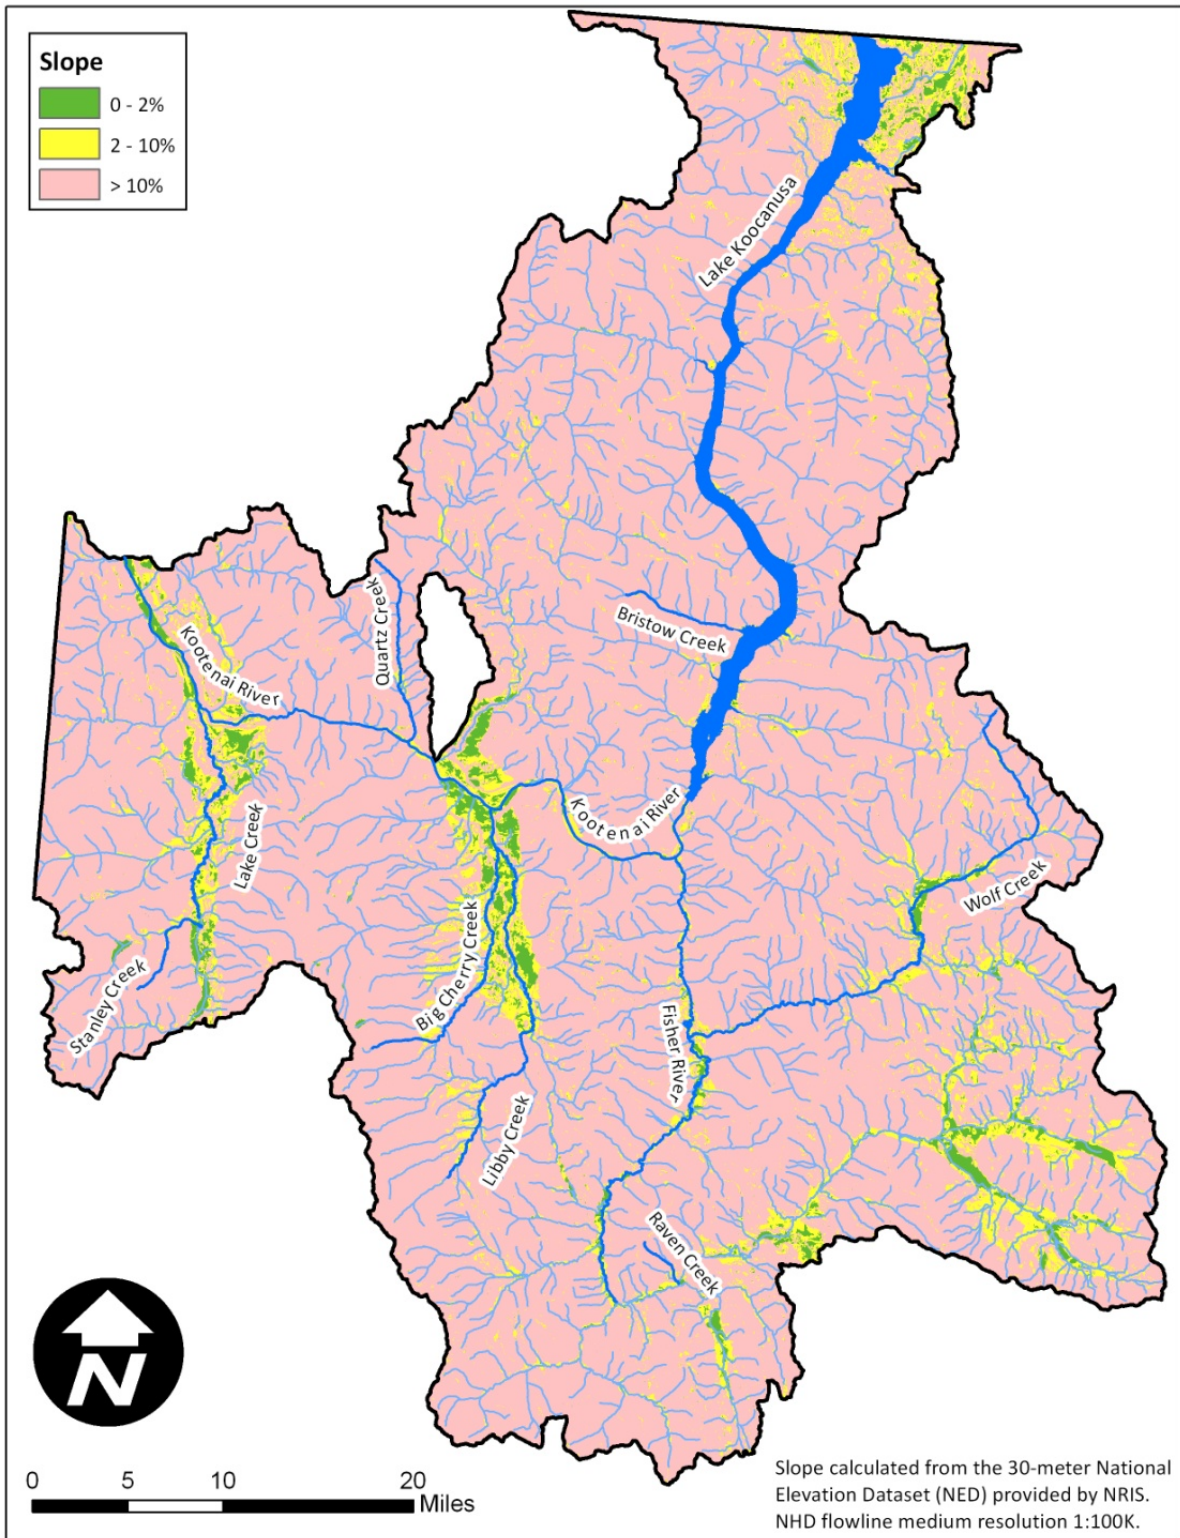 Slope
0 - 2%
2 - 10%
> 10%
Lake Koocanusa
Bristow Creek
Quartz Creek
Kootenai River
Kootenai River
Lake Creek
Wolf Creek
Big Cherry Creek
Stanley Creek
Fisher River
Libby Creek
Raven Creek
N
0 5 10 20
Miles
Slope calculated from the 30-meter National
Elevation Dataset (NED) provided by NRIS.
NHD flowline medium resolution 1:100K.